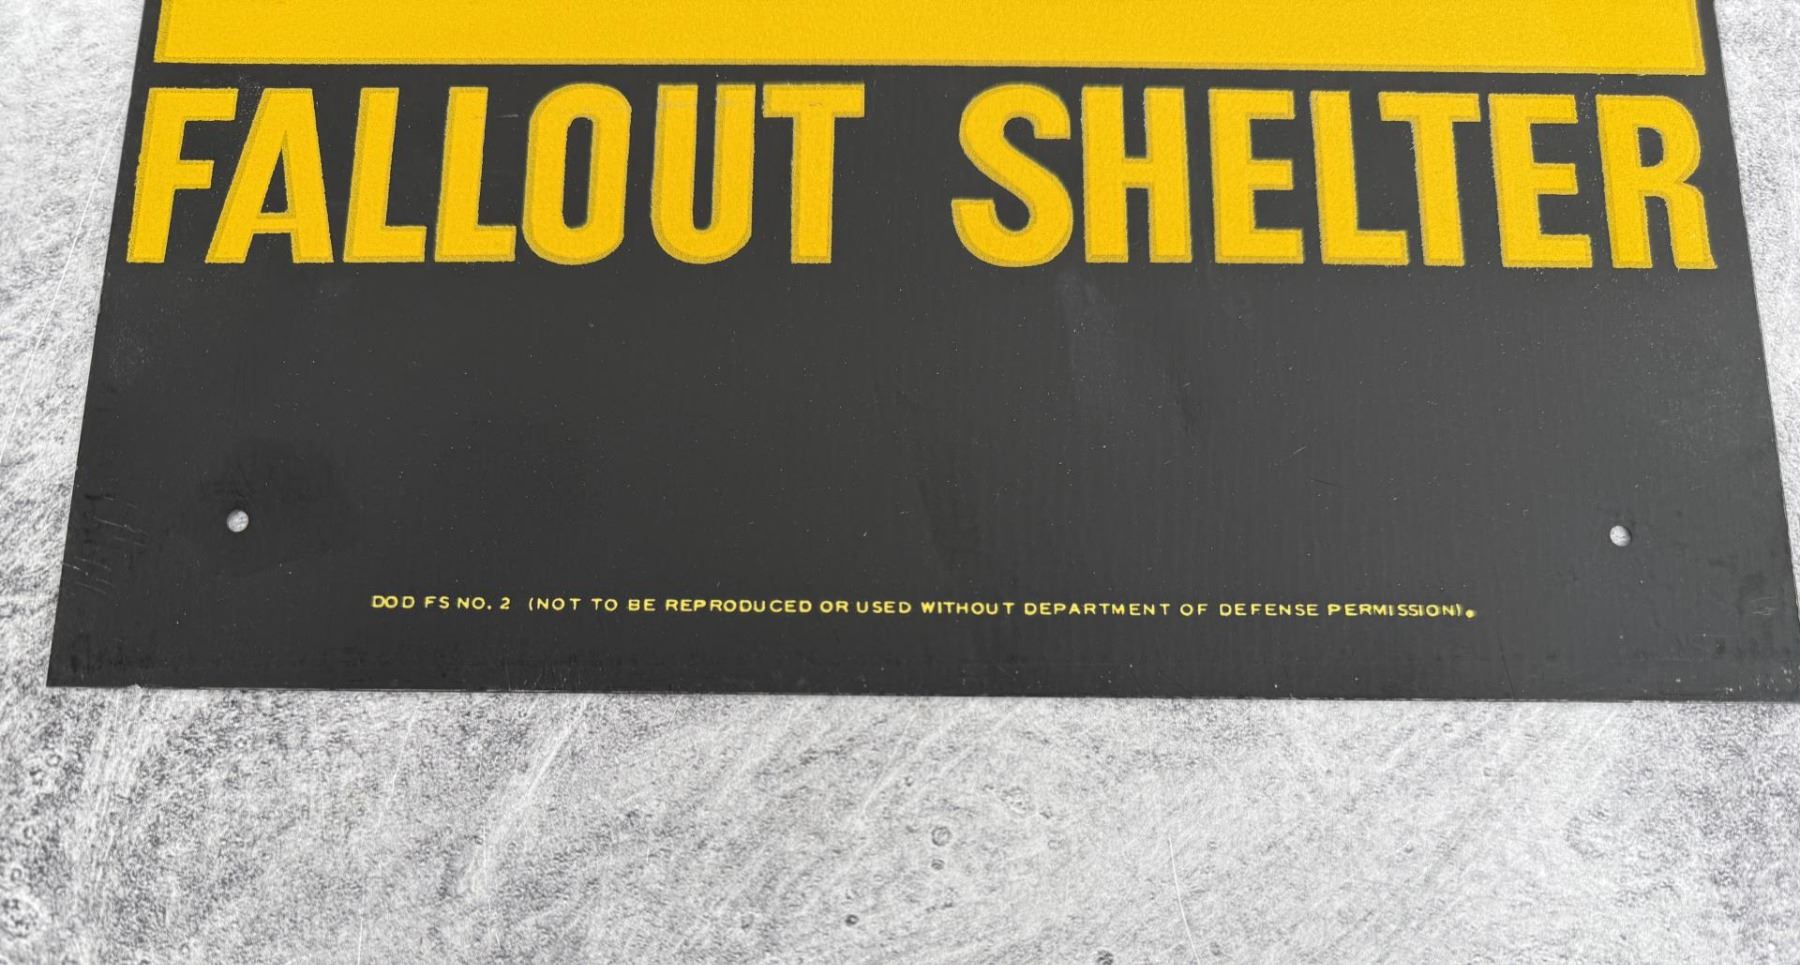 FALLOUT SHELTER
DOD FS NO. 2 (NOT TO BE REPRODUCED OR USED WITHOUT DEPARTMENT OF DEFENSE PERMISSION).